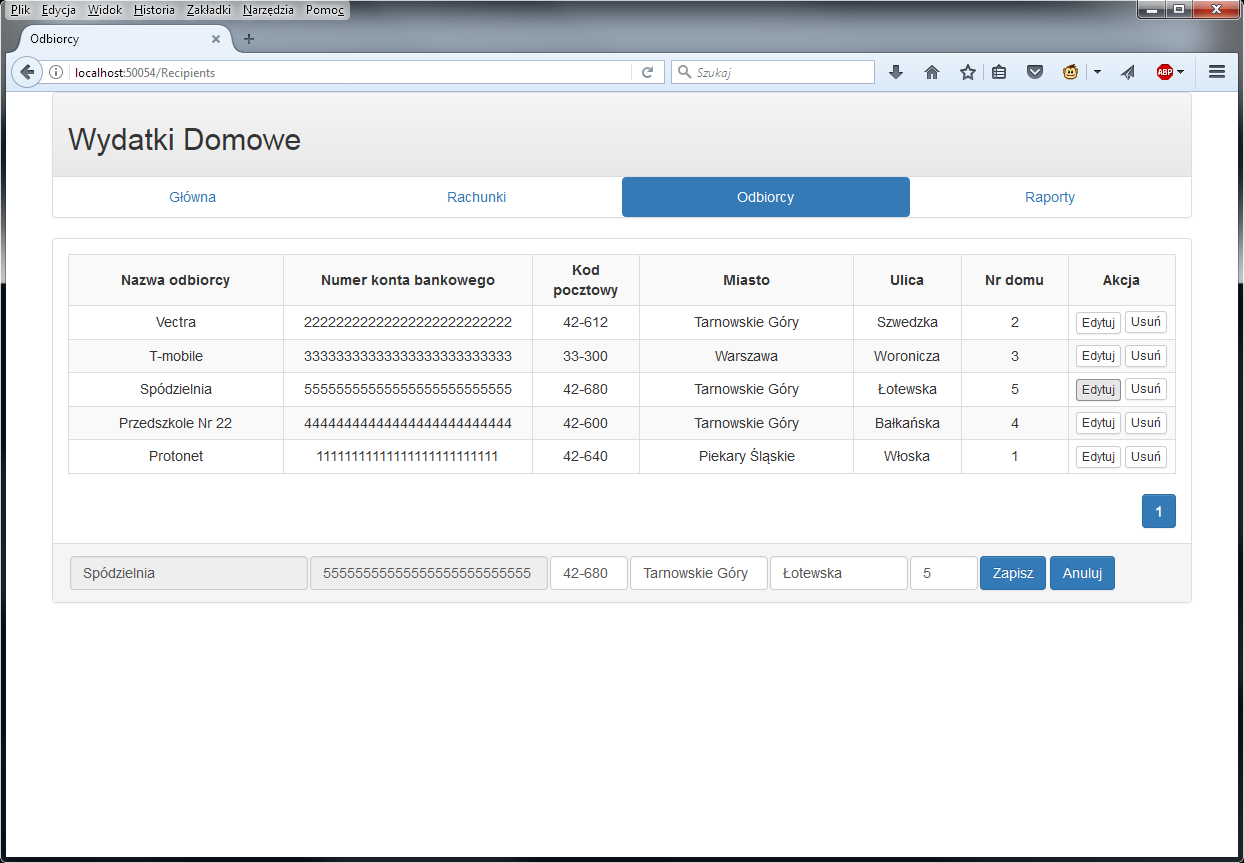 Plik Edycja Widok Historia Zakładki Narzędzia Pomoc
Odbiorcy
localhost:50054/Recipients Szukaj ABP
Wydatki Domowe
Główna Rachunki Odbiorcy Raporty
Nazwa odbiorcy Numer konta bankowego Kod pocztowy Miasto Ulica Nr domu Akcja
Vectra 22222222222222222222222222 42-612 Tarnowskie Góry Szwedzka 2 Edytuj Usuń
T-mobile 33333333333333333333333333 33-300 Warszawa Woronicza 3 Edytuj Usuń
Spódzielnia 55555555555555555555555555 42-680 Tarnowskie Góry Łotewska 5 Edytuj Usuń
Przedszkole Nr 22 44444444444444444444444444 42-600 Tarnowskie Góry Bałkańska 4 Edytuj Usuń
Protonet 11111111111111111111111111 42-640 Piekary Śląskie Włoska 1 Edytuj Usuń
1
Spódzielnia 55555555555555555555555555 42-680 Tarnowskie Góry Łotewska 5 Zapisz Anuluj